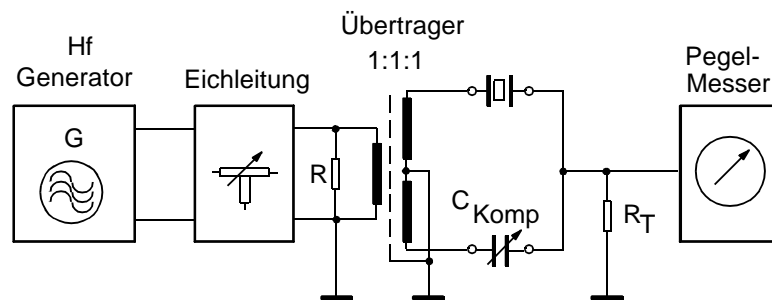 Hf
Generator
Eichleitung
Übertrager
1:1:1
Pegel-
Messer
G
R
C Komp
R T